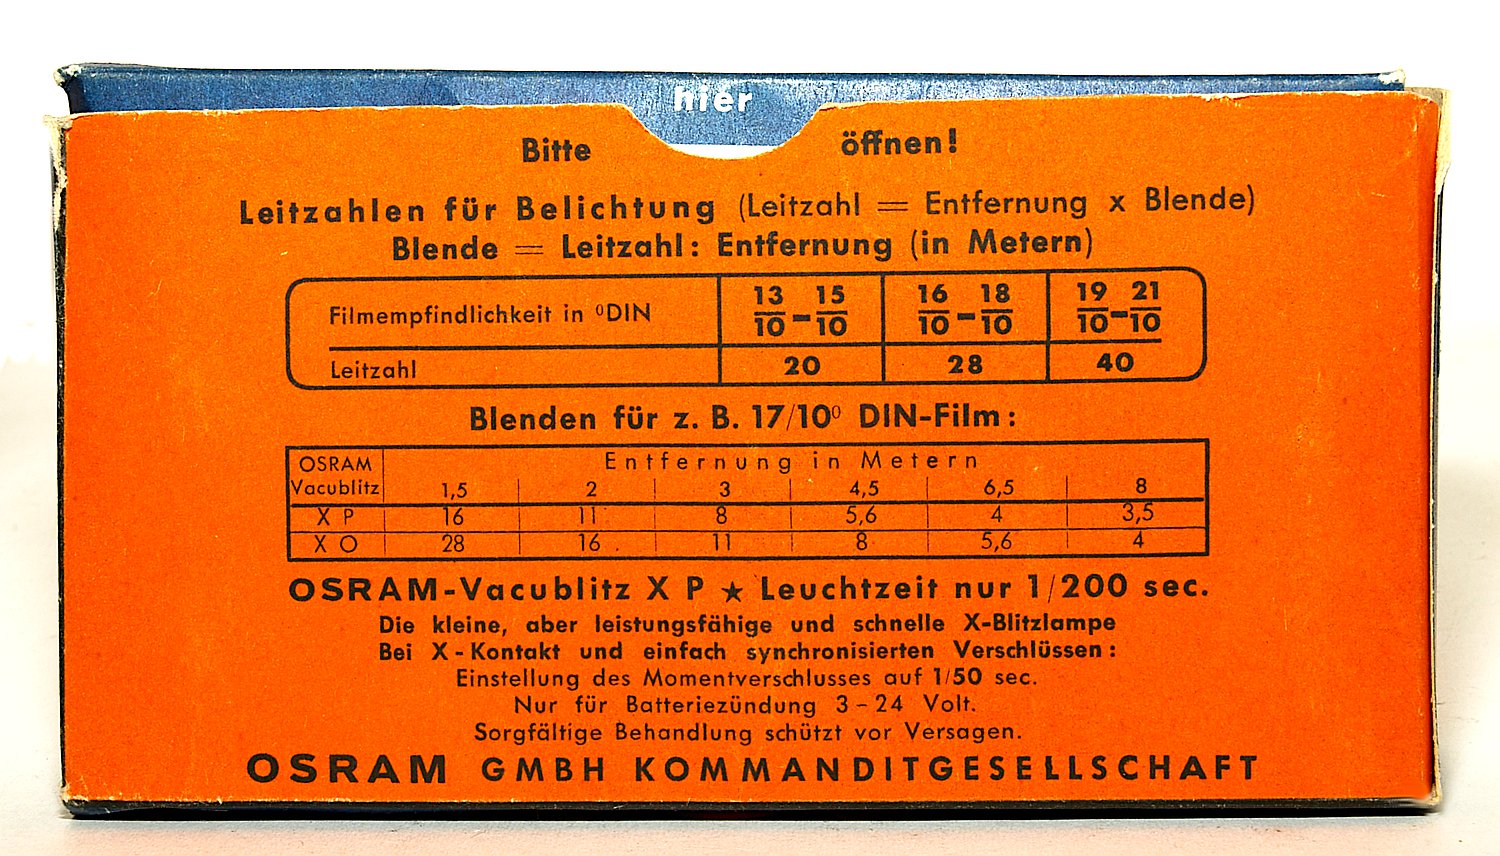 hier
Bitte öffnen!
Leitzahlen für Belichtung (Leitzahl = Entfernung x Blende)
Blende = Leitzahl: Entfernung (in Metern)
Filmempfindlichkeit in ⁰DIN 13/10 - 15/10 16/10 - 18/10 19/10 - 21/10
Leitzahl 20 28 40
Blenden für z. B. 17/10⁰ DIN-Film:
OSRAM Entfernung in Metern
Vacublitz 1,5 2 3 4,5 6,5 8
X P 16 11 8 5,6 4 3,5
X O 28 16 11 8 5,6 4
OSRAM-Vacublitz X P ★ Leuchtzeit nur 1/200 sec.
Die kleine, aber leistungsfähige und schnelle X-Blitzlampe
Bei X-Kontakt und einfach synchronisierten Verschlüssen:
Einstellung des Momentverschlusses auf 1/50 sec.
Nur für Batteriezündung 3-24 Volt.
Sorgfältige Behandlung schützt vor Versagen.
OSRAM GMBH KOMMANDITGESELLSCHAFT